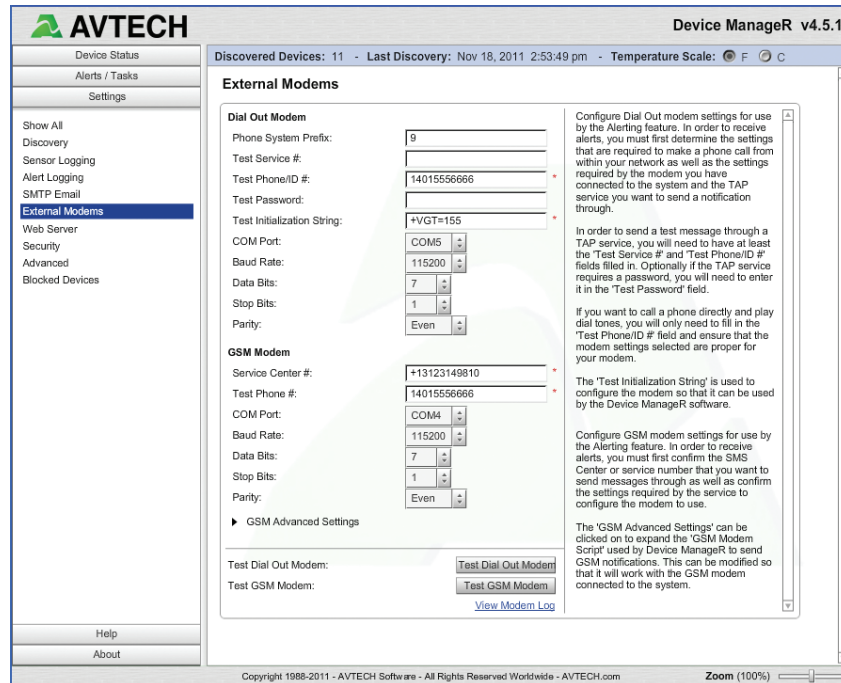 AVTECH
Device ManageR v4.5.1
Device Status
Alerts / Tasks
Settings
Show All
Discovery
Sensor Logging
Alert Logging
SMTP Email
External Modems
Web Server
Security
Advanced
Blocked Devices
Help
About
Discovered Devices: 11 - Last Discovery: Nov 18, 2011 2:53:49 pm - Temperature Scale: F C
External Modems
Dial Out Modem
Phone System Prefix: 9
Test Service #:
Test Phone/ID #: 14015556666 *
Test Password:
Test Initialization String: +VGT=155 *
COM Port: COM5
Baud Rate: 115200
Data Bits: 7
Stop Bits: 1
Parity: Even
GSM Modem
Service Center #: +13123149810 *
Test Phone #: 14015556666 *
COM Port: COM4
Baud Rate: 115200
Data Bits: 7
Stop Bits: 1
Parity: Even
GSM Advanced Settings
Test Dial Out Modem: Test Dial Out Modem
Test GSM Modem: Test GSM Modem
View Modem Log
Configure Dial Out modem settings for use
by the Alerting feature. In order to receive
alerts, you must first determine the settings
that are required to make a phone call from
within your network as well as the settings
required by the modem you have
connected to the system and the TAP
service you want to send a notification
through.
In order to send a test message through a
TAP service, you will need to have at least
the 'Test Service #' and 'Test Phone/ID #'
fields filled in. Optionally if the TAP service
requires a password, you will need to enter
it in the 'Test Password' field.
If you want to call a phone directly and play
dial tones, you will only need to fill in the
'Test Phone/ID #' field and ensure that the
modem settings selected are proper for
your modem.
The 'Test Initialization String' is used to
configure the modem so that it can be used
by the Device ManageR software.
Configure GSM modem settings for use by
the Alerting feature. In order to receive
alerts, you must first confirm the SMS
Center or service number that you want to
send messages through as well as confirm
the settings required by the service to
configure the modem to use.
The 'GSM Advanced Settings' can be
clicked on to expand the 'GSM Modem
Script' used by Device ManageR to send
GSM notifications. This can be modified so
that it will work with the GSM modem
connected to the system.
Copyright 1988-2011 - AVTECH Software - All Rights Reserved Worldwide - AVTECH.com
Zoom (100%)